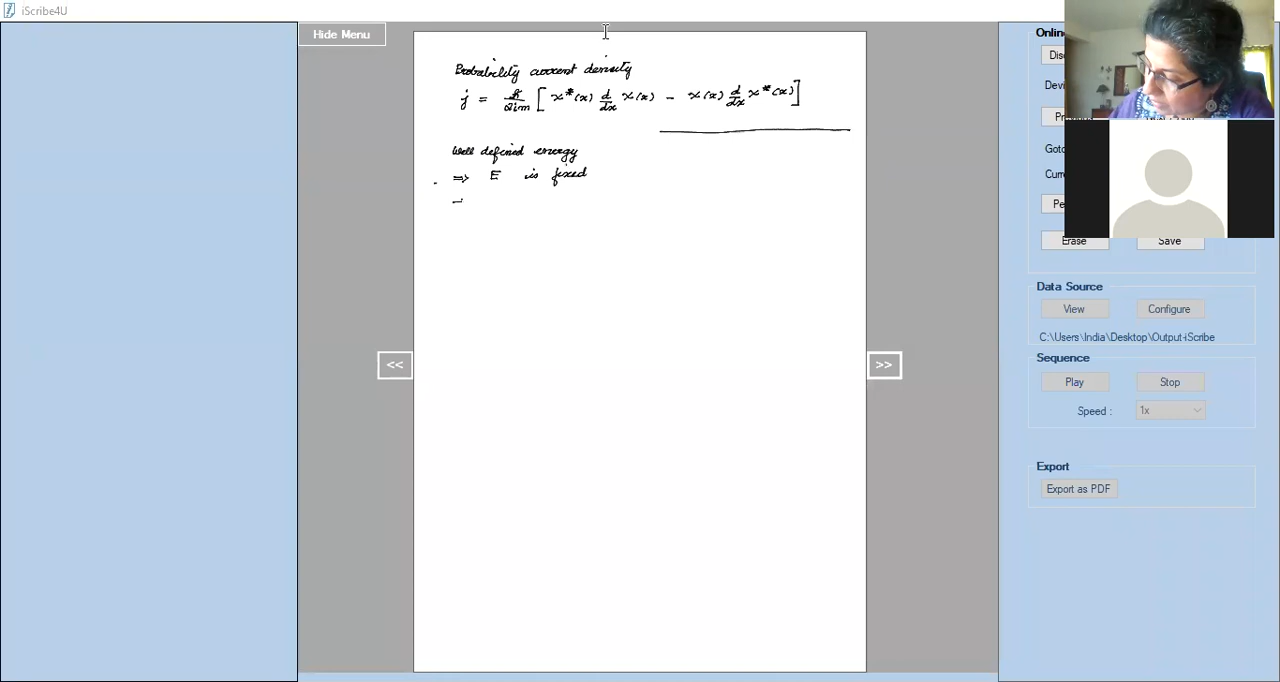 iScribe4U
Hide Menu
Probability current density
j = ℏ/2im [ χ*(x) d/dx χ(x) - χ(x) d/dx χ*(x) ]
Well defined energy
⇒ E is fixed
<<
>>
Erase
Save
Data Source
View
Configure
C:\Users\India\Desktop\Output-iScribe
Sequence
Play
Stop
Speed :
1x
Export
Export as PDF